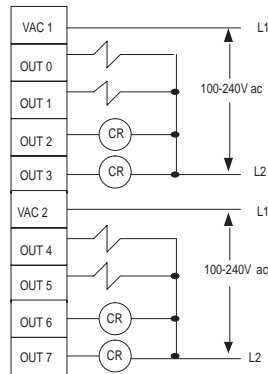 VAC 1 L1
OUT 0
OUT 1 100-240V ac
OUT 2 CR
OUT 3 CR L2
VAC 2 L1
OUT 4
OUT 5 100-240V ac
OUT 6 CR
OUT 7 CR L2